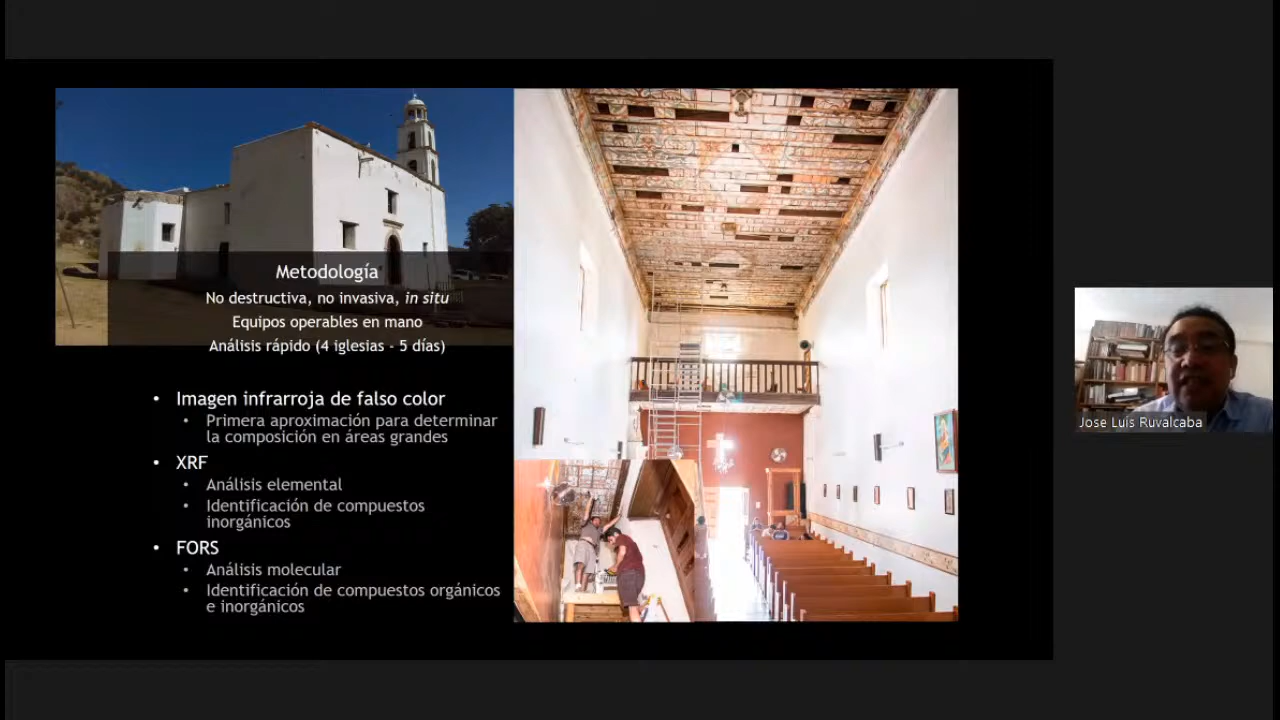 Metodología
No destructiva, no invasiva, in situ
Equipos operables en mano
Análisis rápido (4 iglesias - 5 días)
• Imagen infrarroja de falso color
• Primera aproximación para determinar
la composición en áreas grandes
• XRF
• Análisis elemental
• Identificación de compuestos
inorgánicos
• FORS
• Análisis molecular
• Identificación de compuestos orgánicos
e inorgánicos
Jose Luis Ruvalcaba